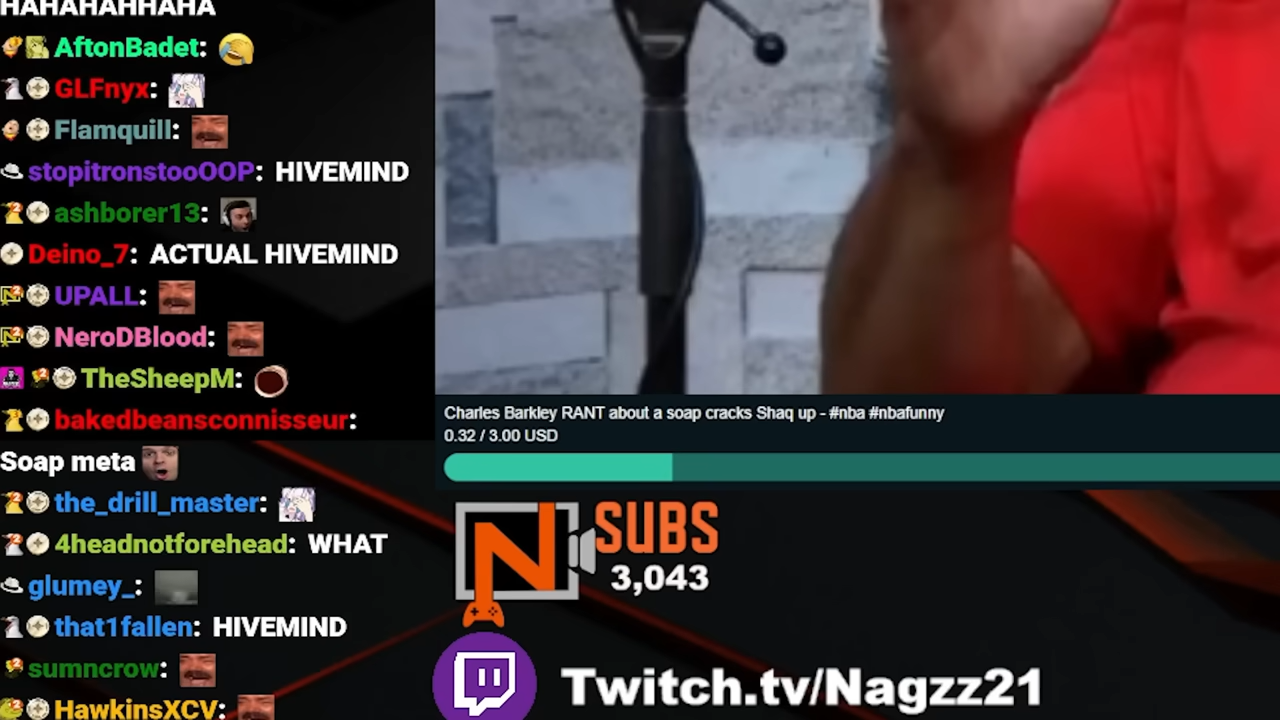 HAHAHAHHAHA
AftonBadet:
GLFnyx:
Flamquill:
stopitronstooOOP: HIVEMIND
ashborer13:
Deino_7: ACTUAL HIVEMIND
UPALL:
NeroDBlood:
TheSheepM:
bakedbeansconnisseur:
Soap meta
the_drill_master:
4headnotforehead: WHAT
glumey_:
that1fallen: HIVEMIND
sumncrow:
HawkinsXCV:
Charles Barkley RANT about a soap cracks Shaq up - #nba #nbafunny
0.32 / 3.00 USD
N SUBS
3,043
Twitch.tv/Nagzz21